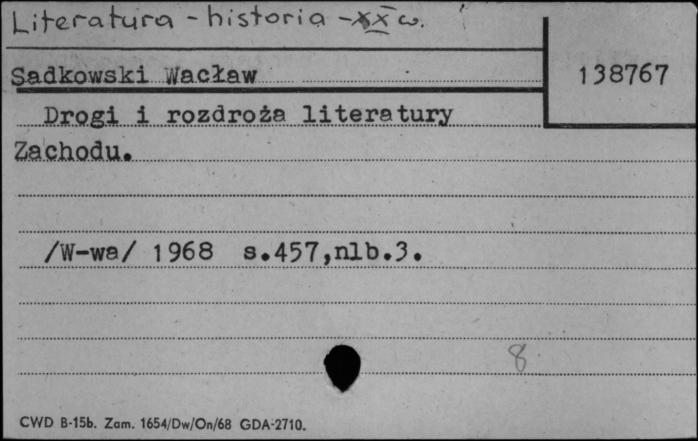 Literatura - historia - XX w.
Sadkowski Wacław
138767
Drogi i rozdroża literatury
Zachodu.
/W-wa/ 1968 s.457,nlb.3.
8
CWD B-15b. Zam. 1654/Dw/On/68 GDA-2710.